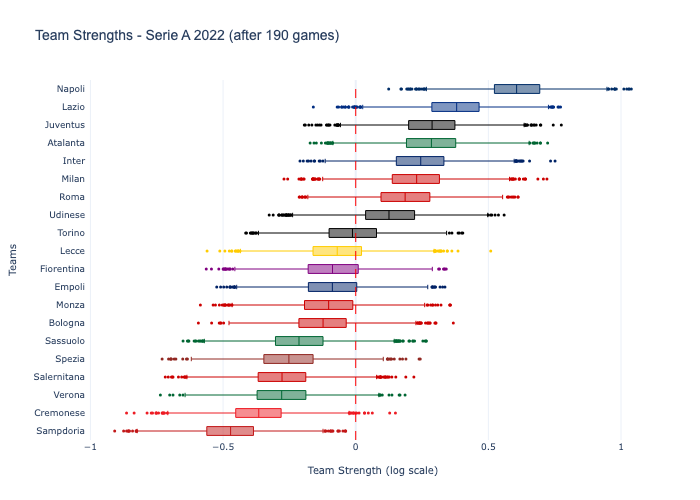 Team Strengths - Serie A 2022 (after 190 games)
Napoli
Lazio
Juventus
Atalanta
Inter
Milan
Roma
Udinese
Torino
Lecce
Fiorentina
Empoli
Monza
Bologna
Sassuolo
Spezia
Salernitana
Verona
Cremonese
Sampdoria
Teams
−1
−0.5
0
0.5
1
Team Strength (log scale)